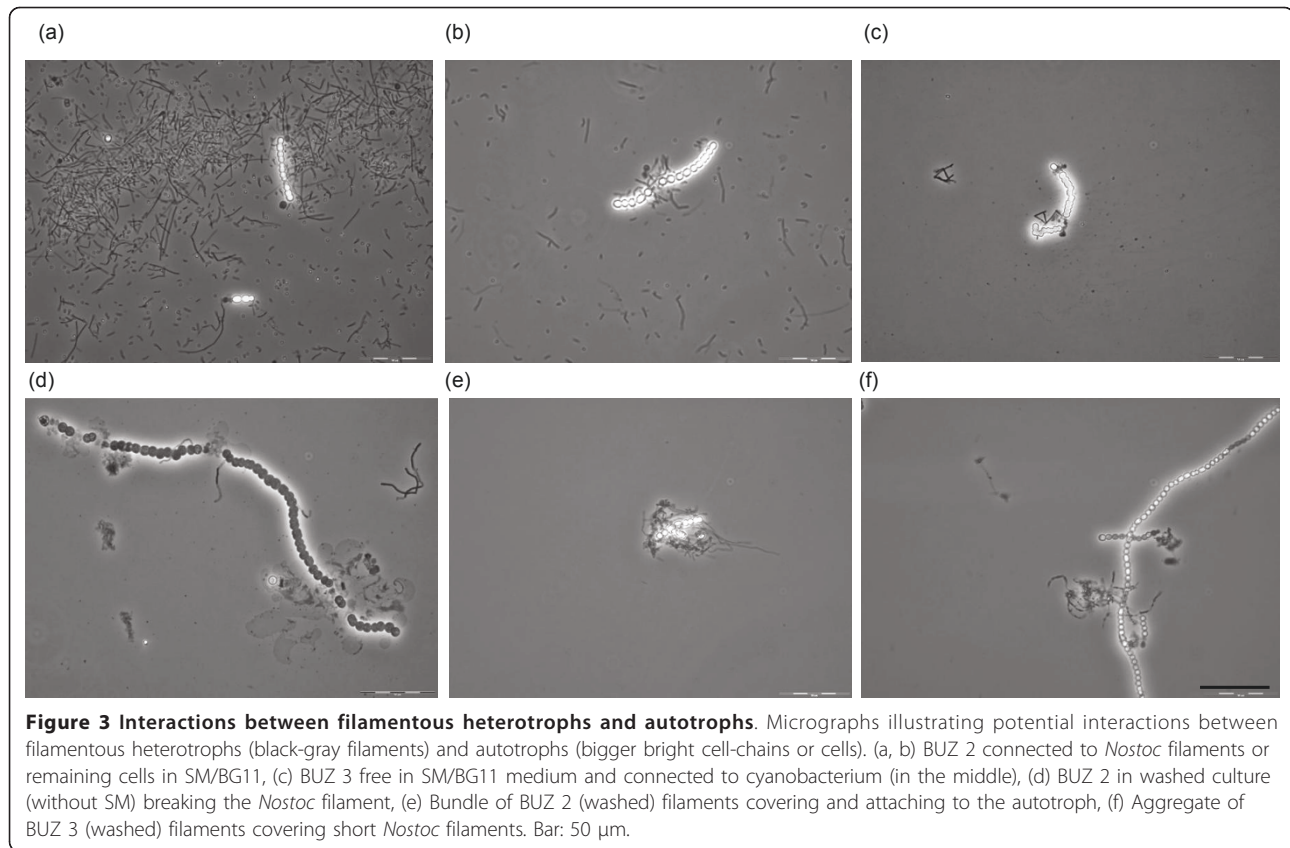 (a)
(b)
(c)
(d)
(e)
(f)
Figure 3 Interactions between filamentous heterotrophs and autotrophs. Micrographs illustrating potential interactions between
filamentous heterotrophs (black-gray filaments) and autotrophs (bigger bright cell-chains or cells). (a, b) BUZ 2 connected to Nostoc filaments or
remaining cells in SM/BG11, (c) BUZ 3 free in SM/BG11 medium and connected to cyanobacterium (in the middle), (d) BUZ 2 in washed culture
(without SM) breaking the Nostoc filament, (e) Bundle of BUZ 2 (washed) filaments covering and attaching to the autotroph, (f) Aggregate of
BUZ 3 (washed) filaments covering short Nostoc filaments. Bar: 50 μm.